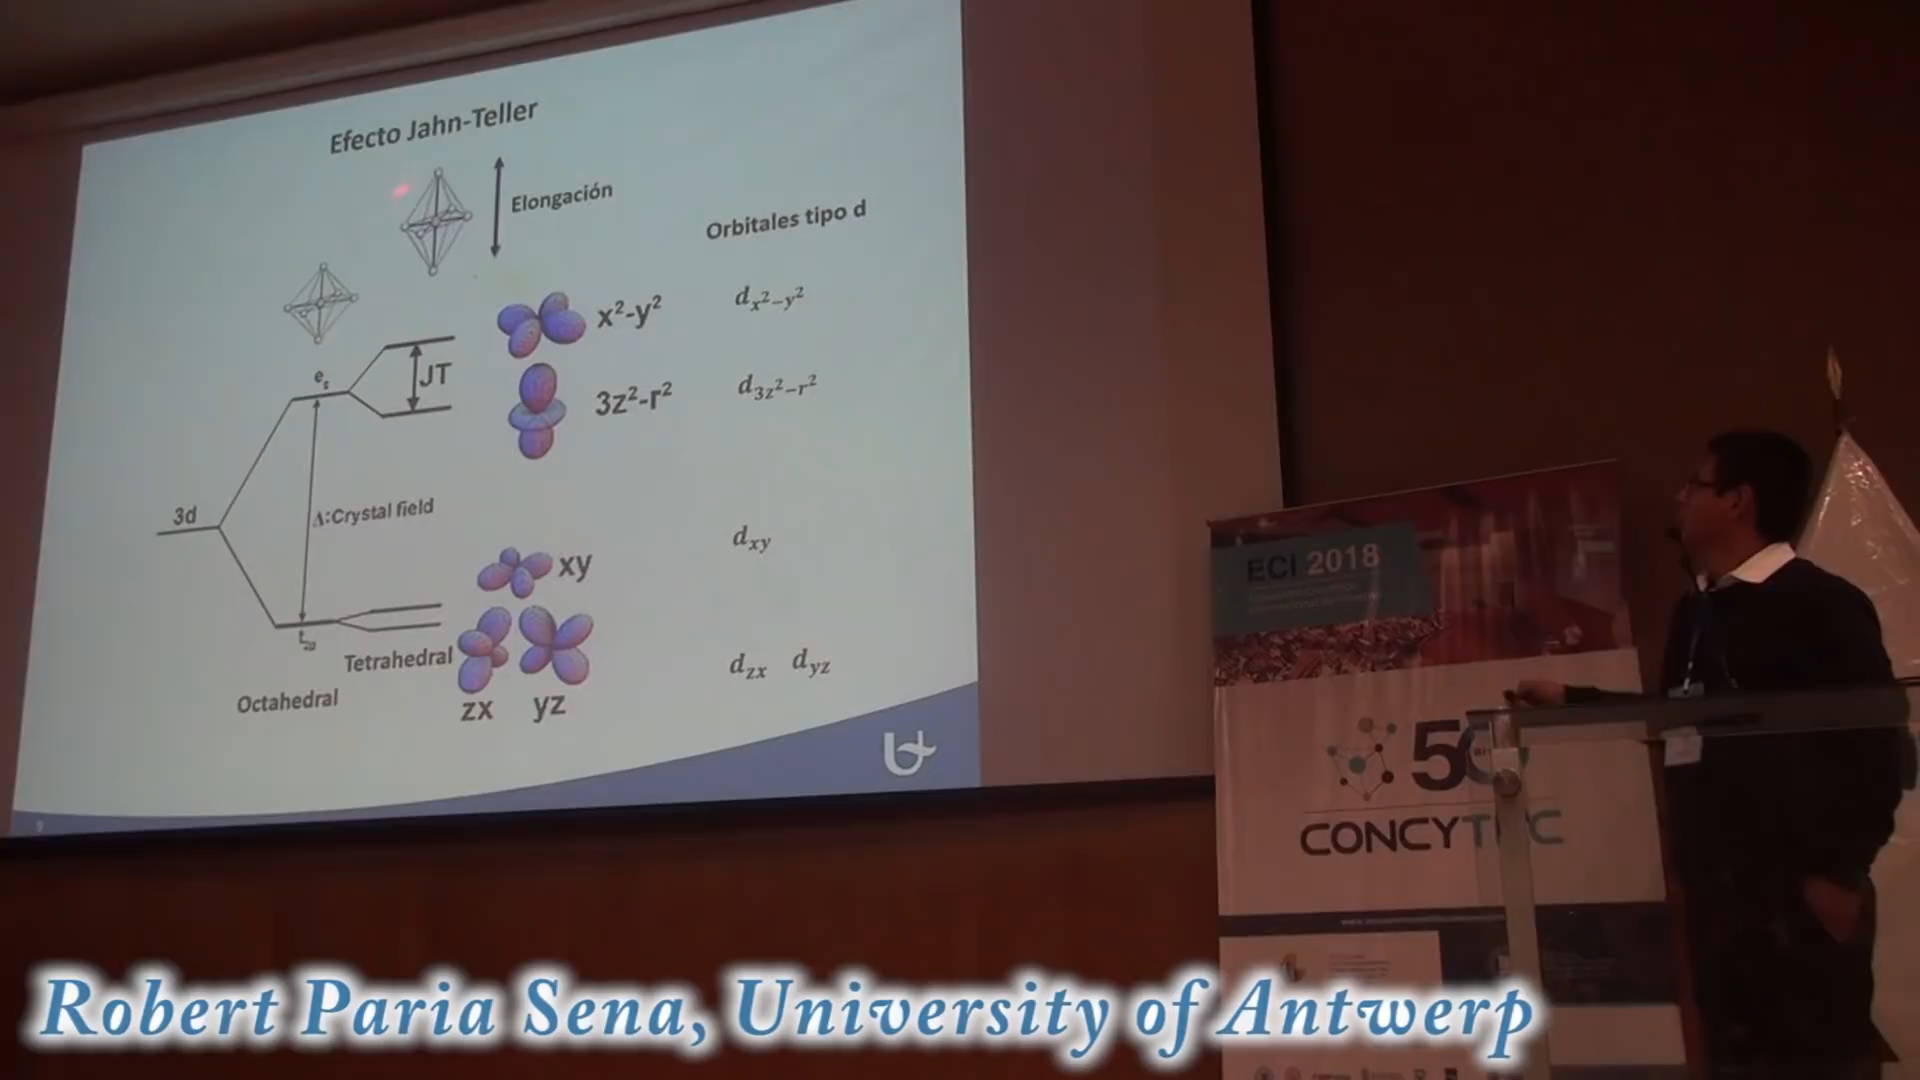 Efecto Jahn-Teller
Elongación
Orbitales tipo d
x²-y²
d_{x²-y²}
e_g
JT
3z²-r²
d_{3z²-r²}
3d
Δ:Crystal field
xy
d_{xy}
t_{2g}
Tetrahedral
Octahedral
zx yz
d_{zx} d_{yz}
9
ECI 2018
50
CONCYTEC
Robert Paria Sena, University of Antwerp